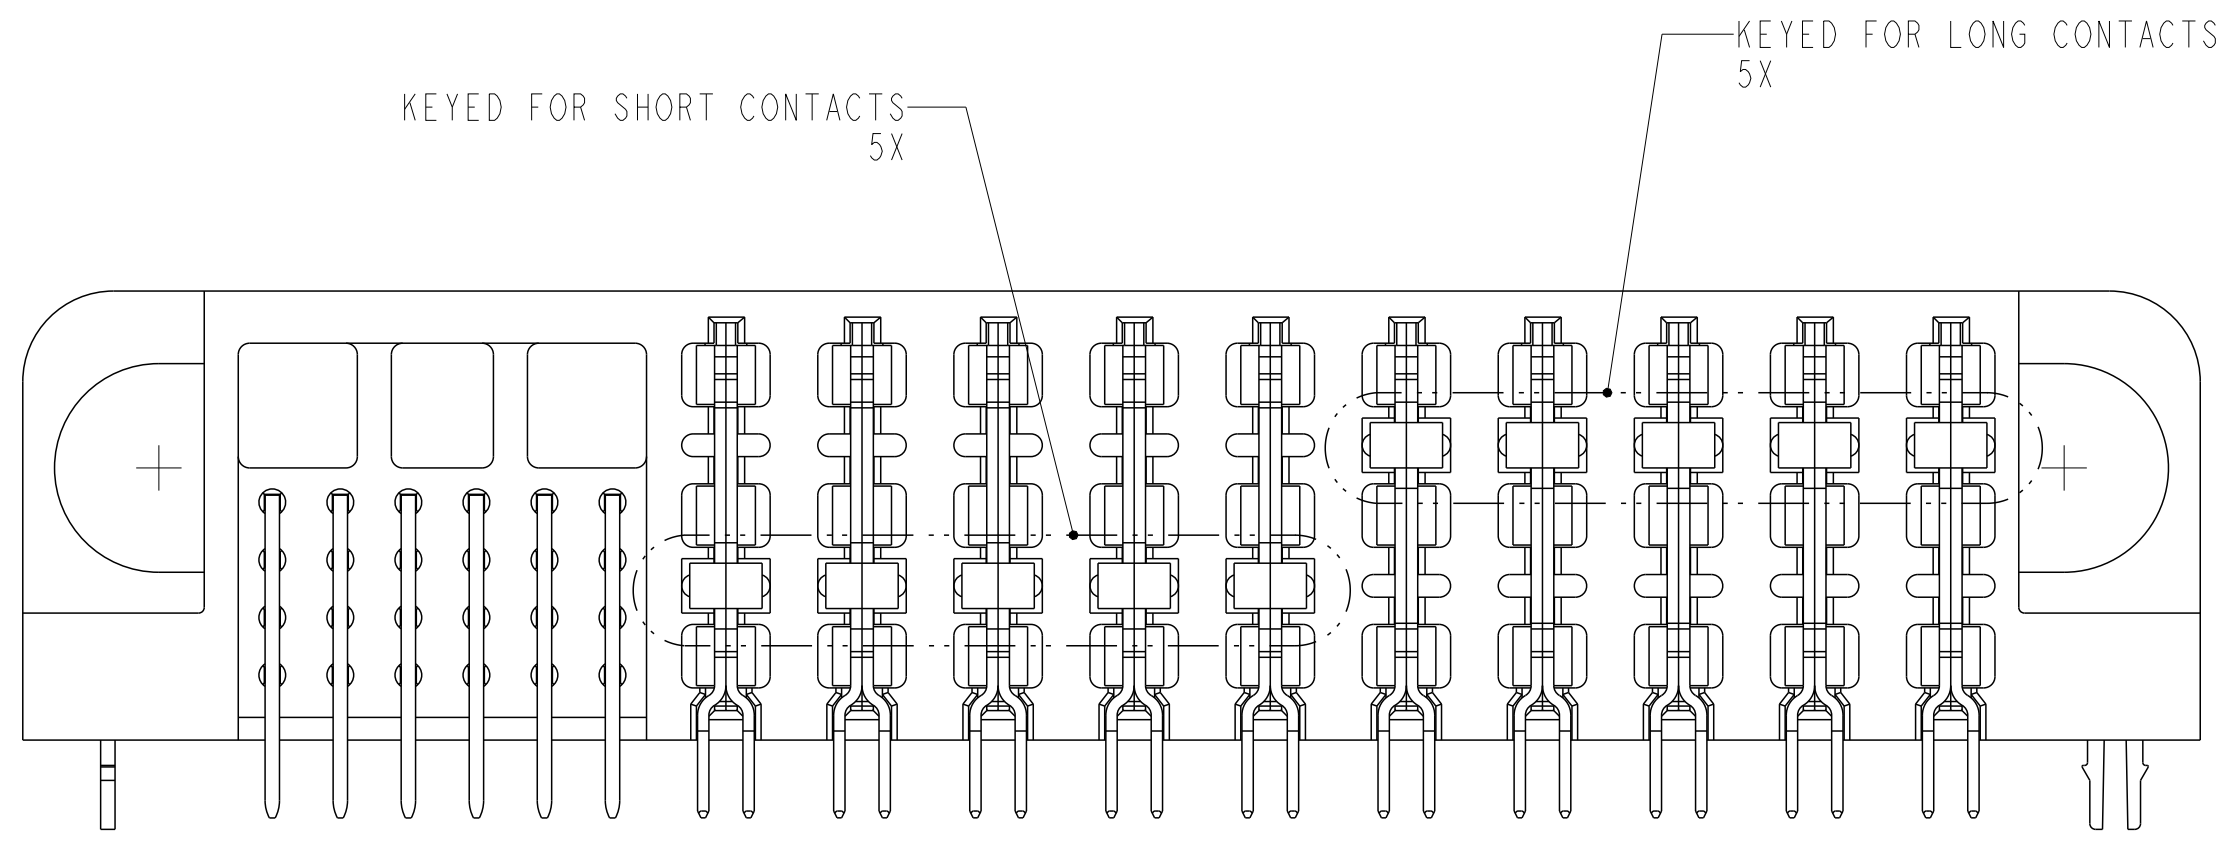 KEYED FOR LONG CONTACTS
5X
KEYED FOR SHORT CONTACTS
5X